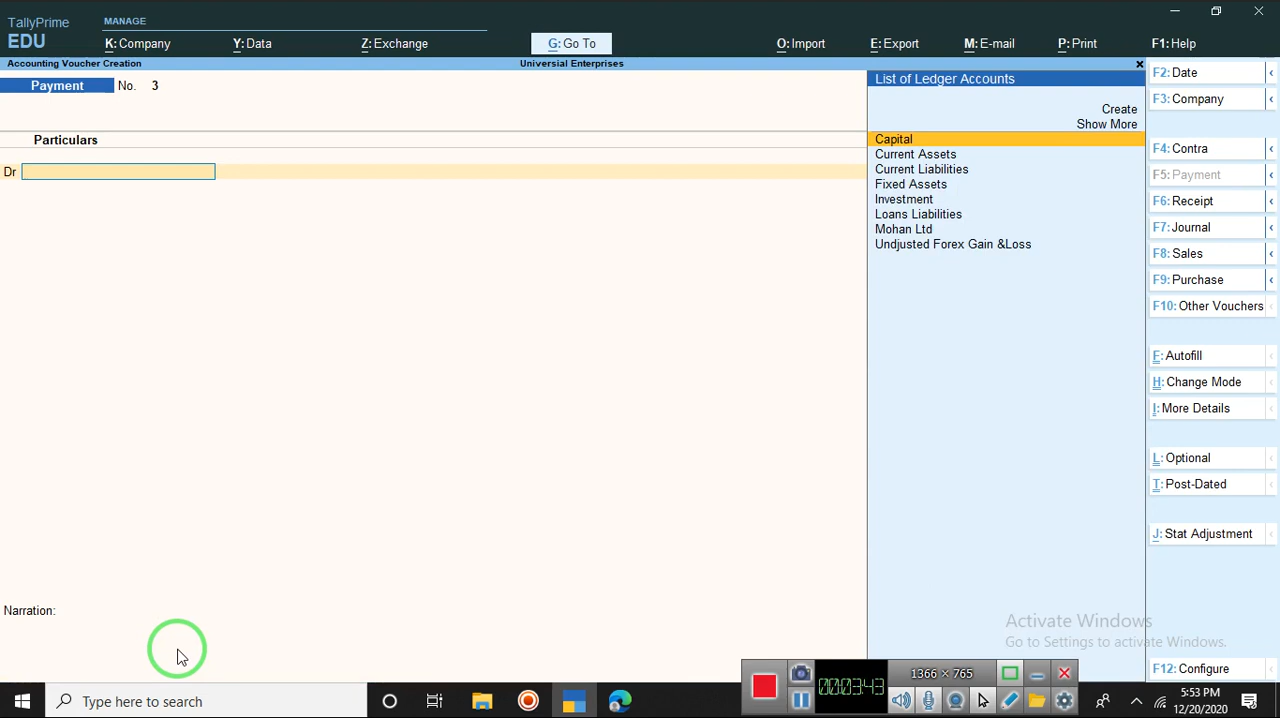 TallyPrime
EDU
MANAGE
K: Company
Y: Data
Z: Exchange
G: Go To
O: Import
E: Export
M: E-mail
P: Print
F1: Help
Accounting Voucher Creation
Universial Enterprises
Payment No. 3
Particulars
Dr
Narration:
List of Ledger Accounts
Create
Show More
Capital
Current Assets
Current Liabilities
Fixed Assets
Investment
Loans Liabilities
Mohan Ltd
Undjusted Forex Gain &Loss
F2: Date
F3: Company
F4: Contra
F5: Payment
F6: Receipt
F7: Journal
F8: Sales
F9: Purchase
F10: Other Vouchers
F: Autofill
H: Change Mode
I: More Details
L: Optional
T: Post-Dated
J: Stat Adjustment
F12: Configure
Activate Windows
Go to Settings to activate Windows.
1366 × 765
00:03:43
Type here to search
5:53 PM
12/20/2020